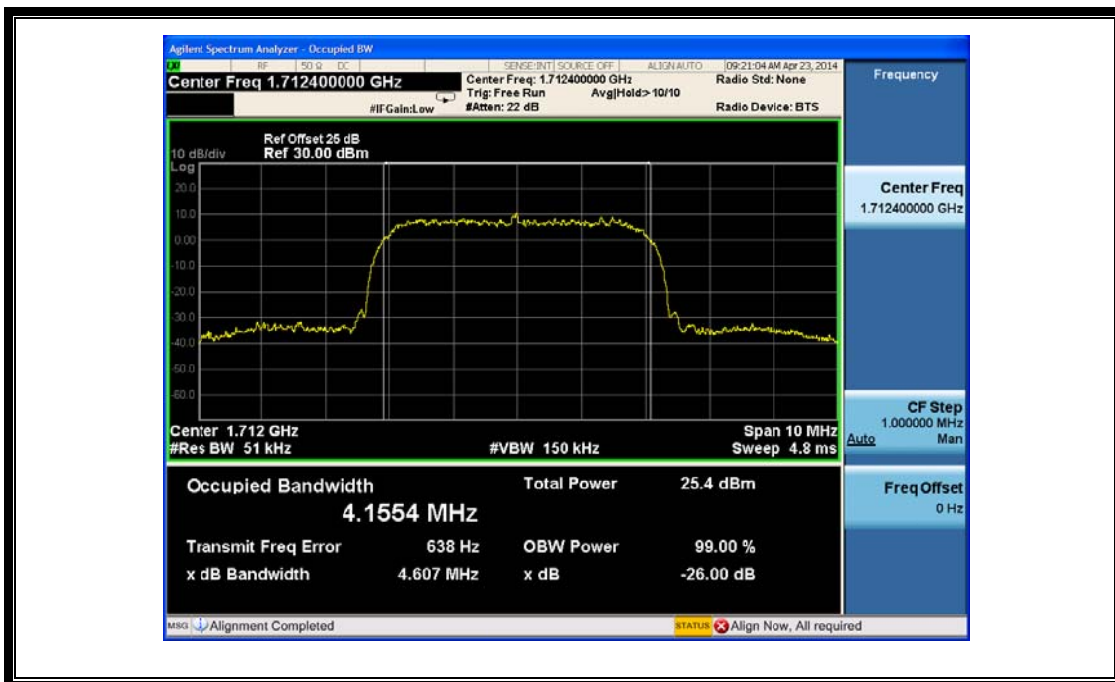 Agilent Spectrum Analyzer - Occupied BW
RF 50 Ω DC SENSE:INT SOURCE OFF ALIGN AUTO 09:21:04 AM Apr 23, 2014
Center Freq 1.712400000 GHz
Center Freq: 1.712400000 GHz
Radio Std: None
Trig: Free Run Avg|Hold:> 10/10
#IFGain:Low
#Atten: 22 dB
Radio Device: BTS
Ref Offset 25 dB
10 dB/div Ref 30.00 dBm
Log
20.0
10.0
0.00
-10.0
-20.0
-30.0
-40.0
-50.0
-60.0
Center 1.712 GHz Span 10 MHz
#Res BW 51 kHz #VBW 150 kHz Sweep 4.8 ms
Occupied Bandwidth Total Power 25.4 dBm
4.1554 MHz
Transmit Freq Error 638 Hz OBW Power 99.00 %
x dB Bandwidth 4.607 MHz x dB -26.00 dB
Frequency
Center Freq
1.712400000 GHz
CF Step
1.000000 MHz
Auto Man
Freq Offset
0 Hz
MSG Alignment Completed STATUS Align Now, All required